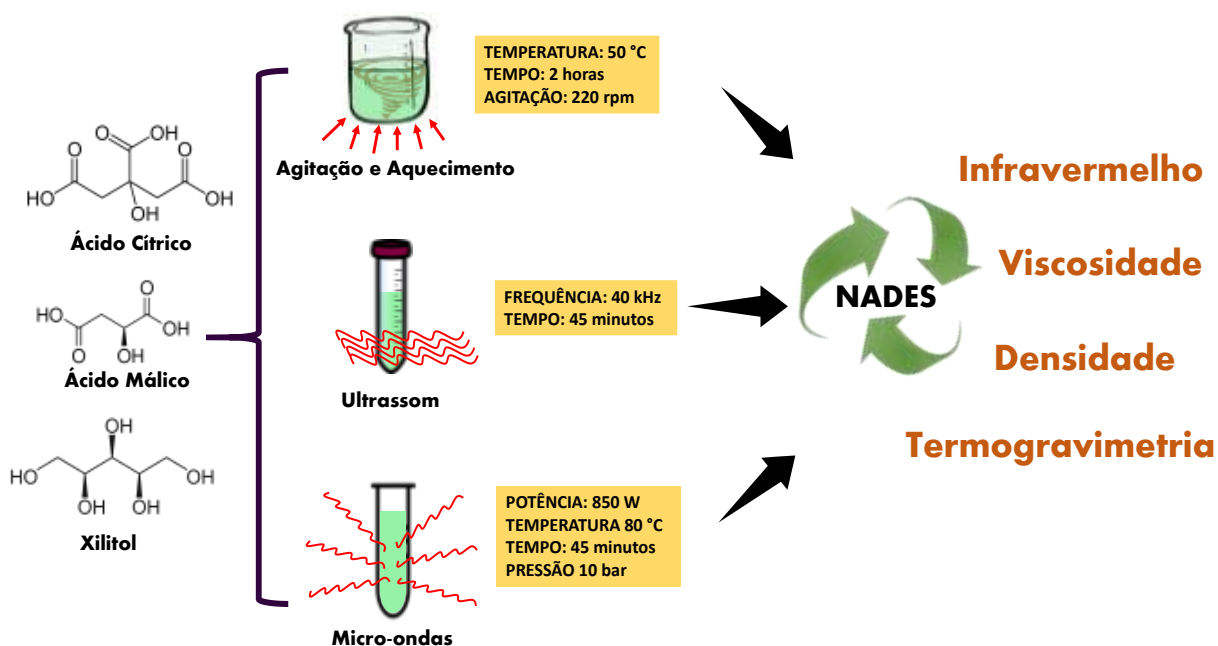 O
OH
O
O
HO
OH
O
OH
Ácido Cítrico
O
HO
OH
O
OH
Ácido Málico
OH
OH
HO
OH
OH
OH
Xilitol
Agitação e Aquecimento
TEMPERATURA: 50 °C
TEMPO: 2 horas
AGITAÇÃO: 220 rpm
Ultrassom
FREQUÊNCIA: 40 kHz
TEMPO: 45 minutos
Micro-ondas
POTÊNCIA: 850 W
TEMPERATURA 80 °C
TEMPO: 45 minutos
PRESSÃO 10 bar
NADES
Infravermelho
Viscosidade
Densidade
Termogravimetria